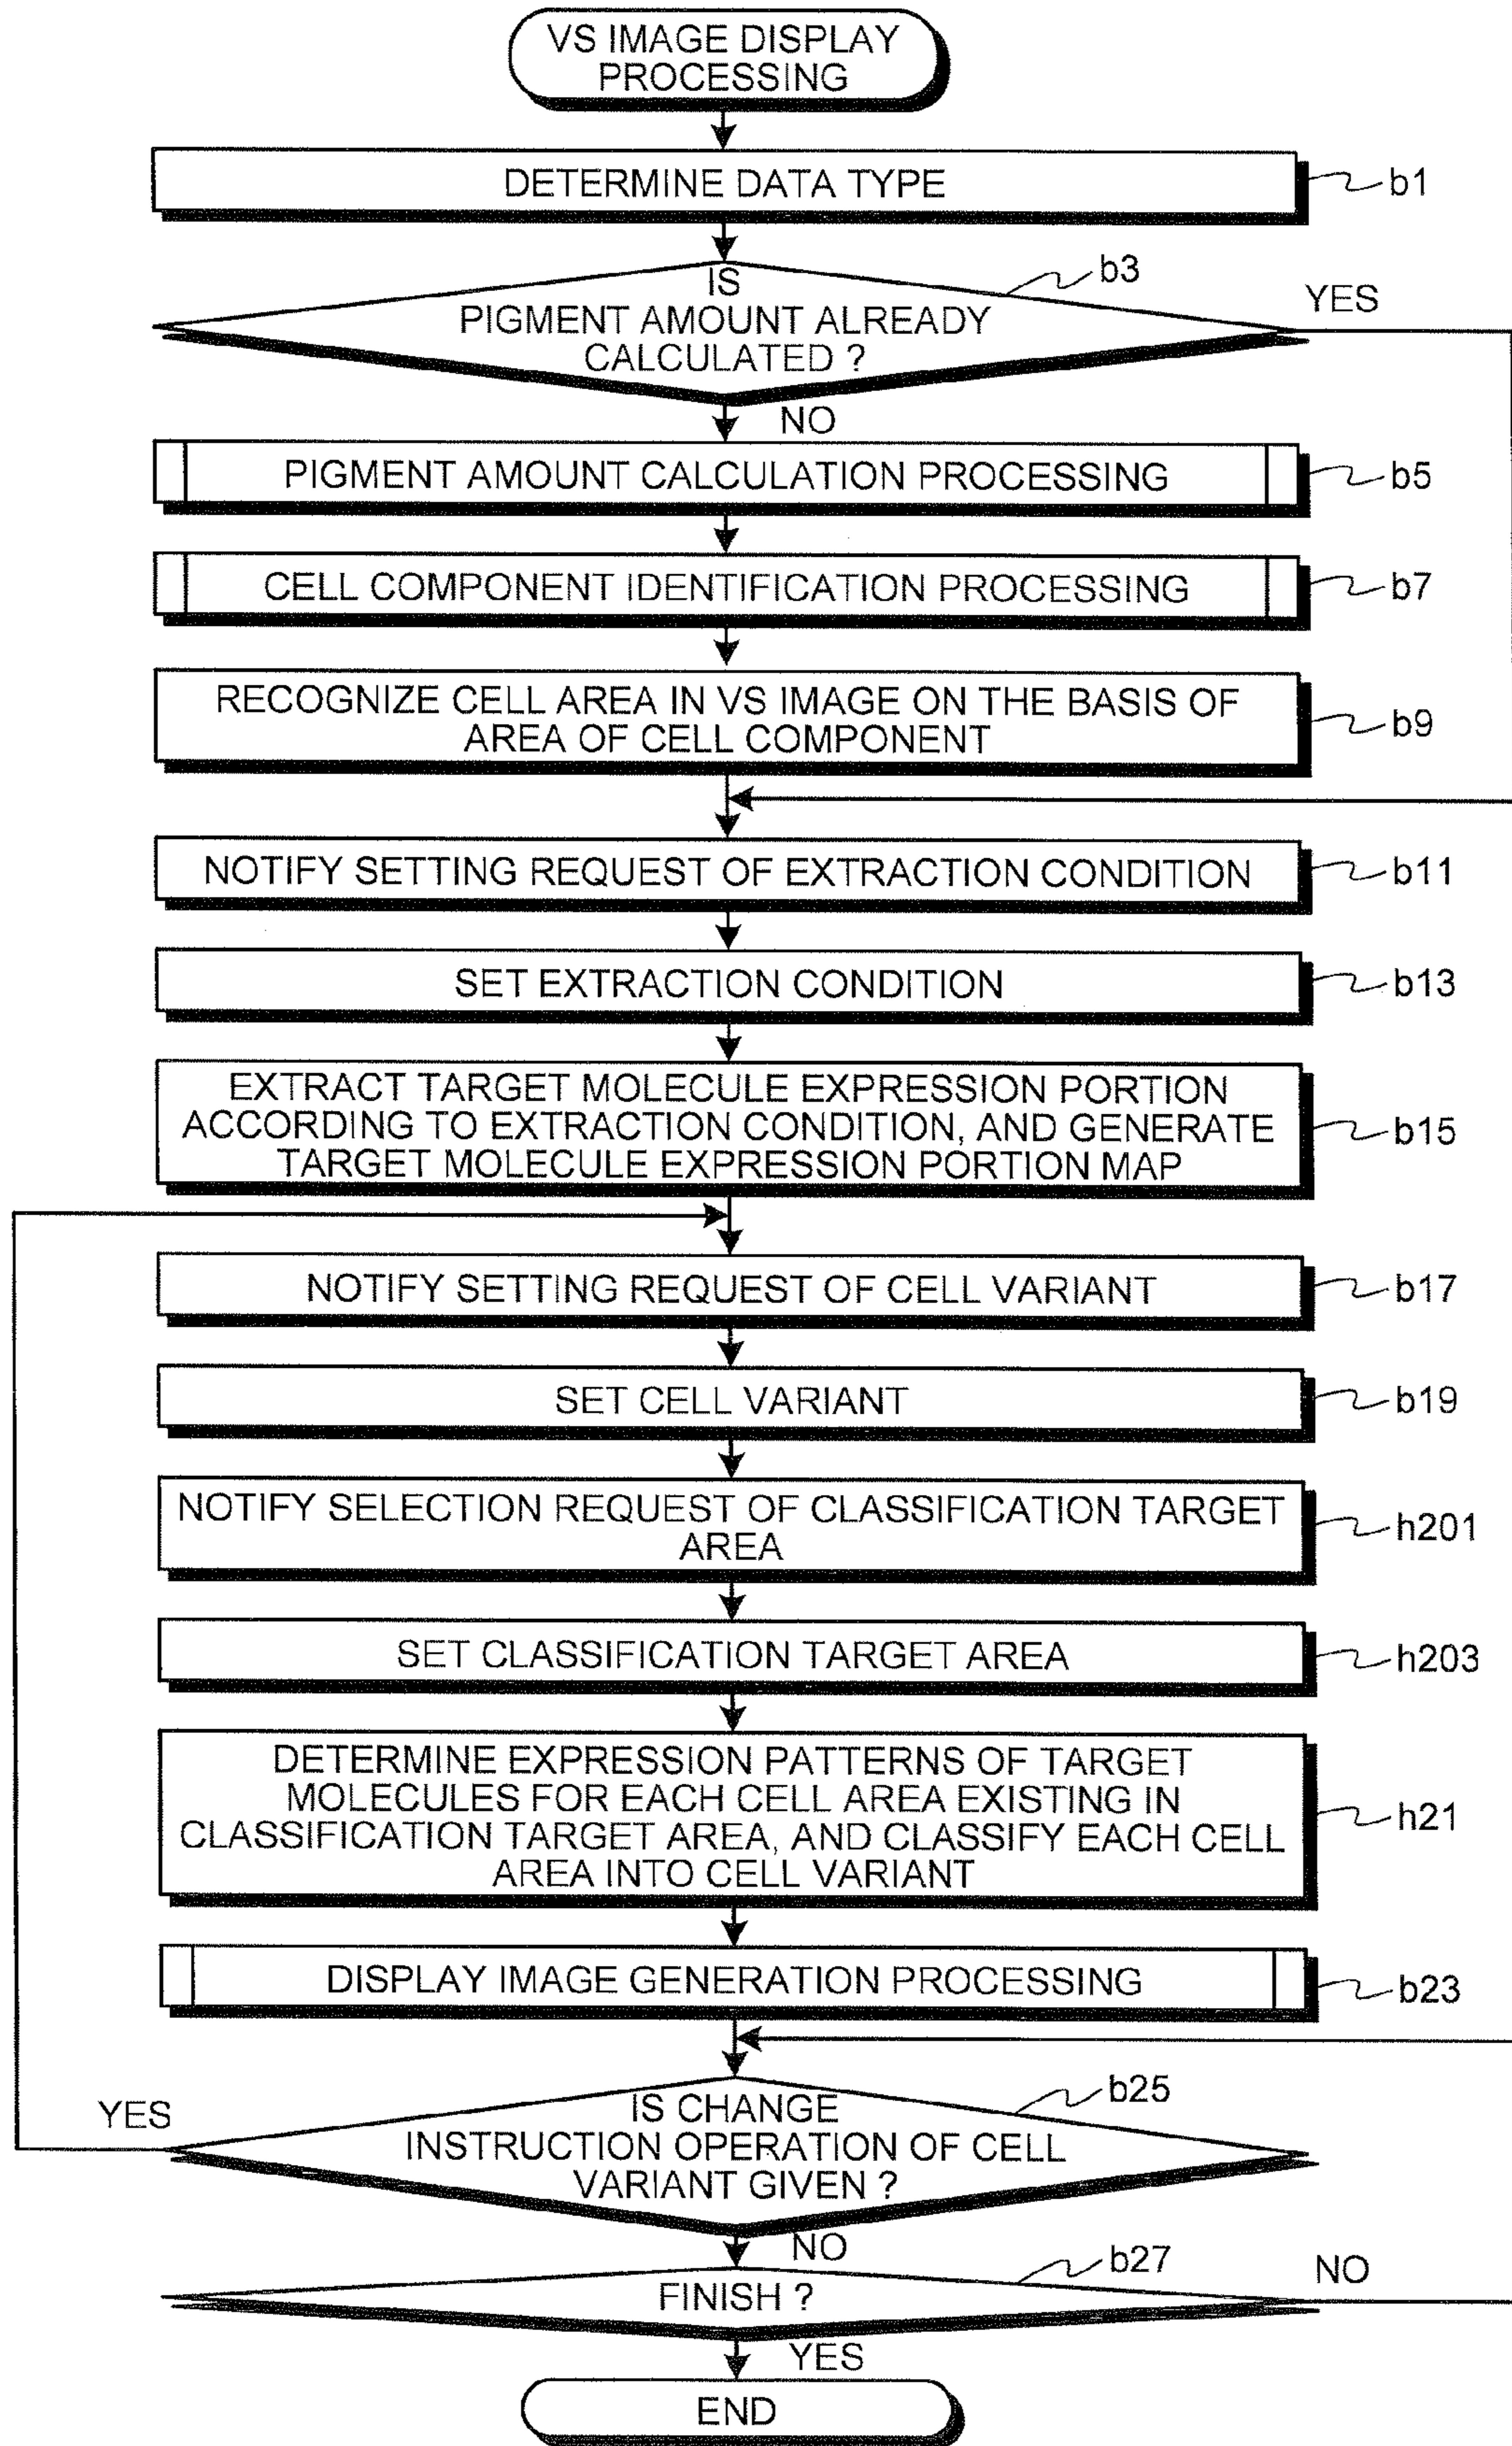 VS IMAGE DISPLAY
PROCESSING
DETERMINE DATA TYPE
b1
b3
IS
PIGMENT AMOUNT ALREADY
CALCULATED ?
YES
NO
PIGMENT AMOUNT CALCULATION PROCESSING
b5
CELL COMPONENT IDENTIFICATION PROCESSING
b7
RECOGNIZE CELL AREA IN VS IMAGE ON THE BASIS OF
AREA OF CELL COMPONENT
b9
NOTIFY SETTING REQUEST OF EXTRACTION CONDITION
b11
SET EXTRACTION CONDITION
b13
EXTRACT TARGET MOLECULE EXPRESSION PORTION
ACCORDING TO EXTRACTION CONDITION, AND GENERATE
TARGET MOLECULE EXPRESSION PORTION MAP
b15
NOTIFY SETTING REQUEST OF CELL VARIANT
b17
SET CELL VARIANT
b19
NOTIFY SELECTION REQUEST OF CLASSIFICATION TARGET
AREA
h201
SET CLASSIFICATION TARGET AREA
h203
DETERMINE EXPRESSION PATTERNS OF TARGET
MOLECULES FOR EACH CELL AREA EXISTING IN
CLASSIFICATION TARGET AREA, AND CLASSIFY EACH CELL
AREA INTO CELL VARIANT
h21
DISPLAY IMAGE GENERATION PROCESSING
b23
b25
YES
IS CHANGE
INSTRUCTION OPERATION OF CELL
VARIANT GIVEN ?
NO
b27
NO
FINISH ?
YES
END